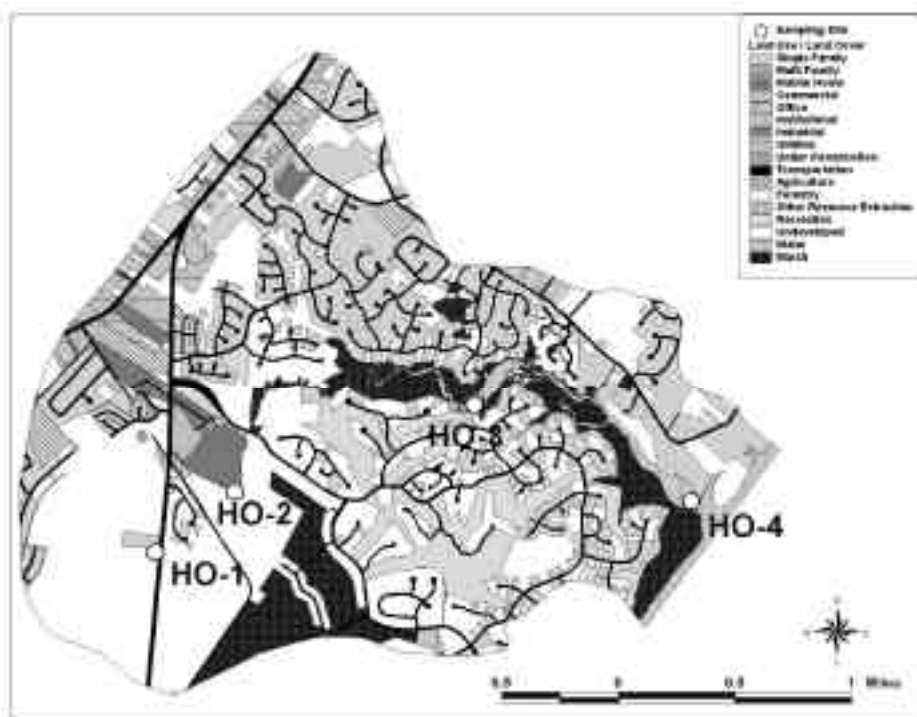 Sampling Site
Land Use / Land Cover
Single Family
Multi Family
Mobile Home
Commercial
Office
Institutional
Industrial
Utilities
Under Construction
Transportation
Agriculture
Forestry
Other Resource Extraction
Recreation
Undeveloped
Water
Marsh
HO-3
HO-2
HO-4
HO-1
0.5 0 0.5 1 Miles